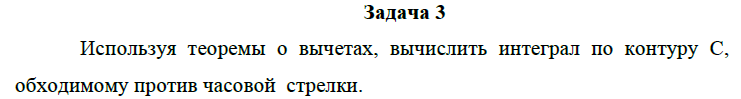 Задача 3
Используя теоремы о вычетах, вычислить интеграл по контуру С,
обходимому против часовой стрелки.